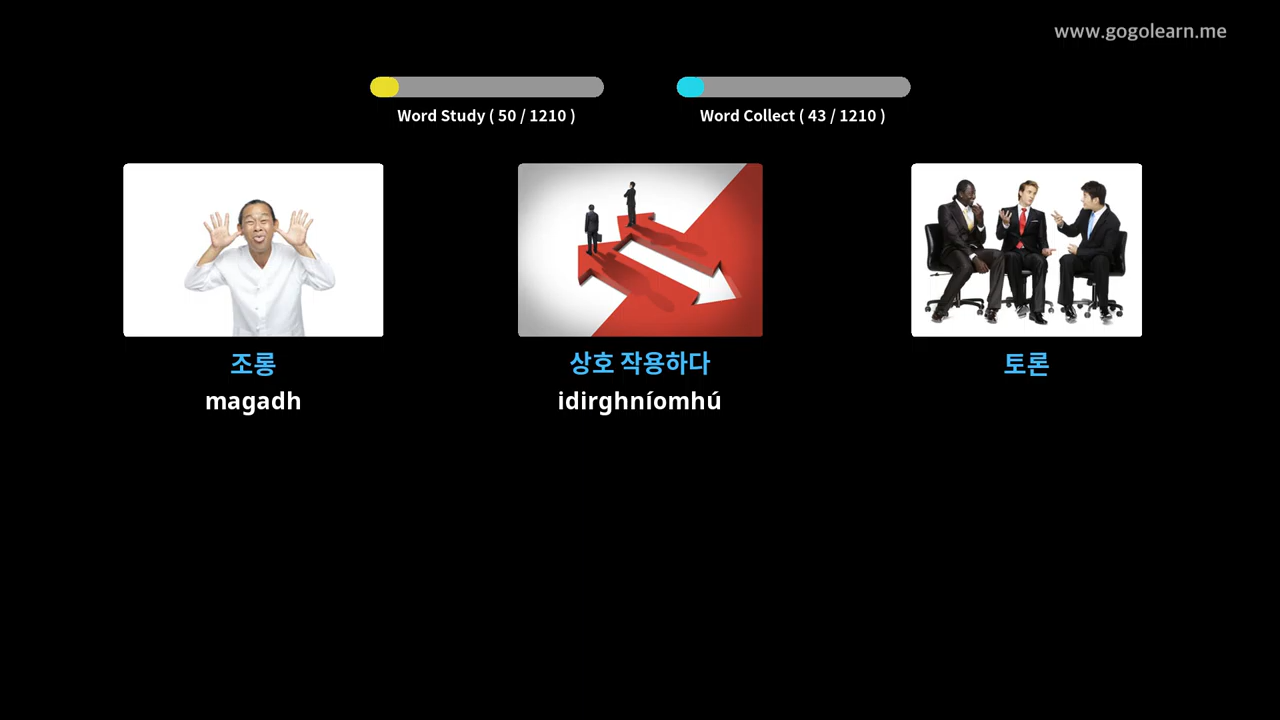 www.gogolearn.me
Word Study ( 50 / 1210 )
Word Collect ( 43 / 1210 )
조롱
magadh
상호 작용하다
idirghníomhú
토론